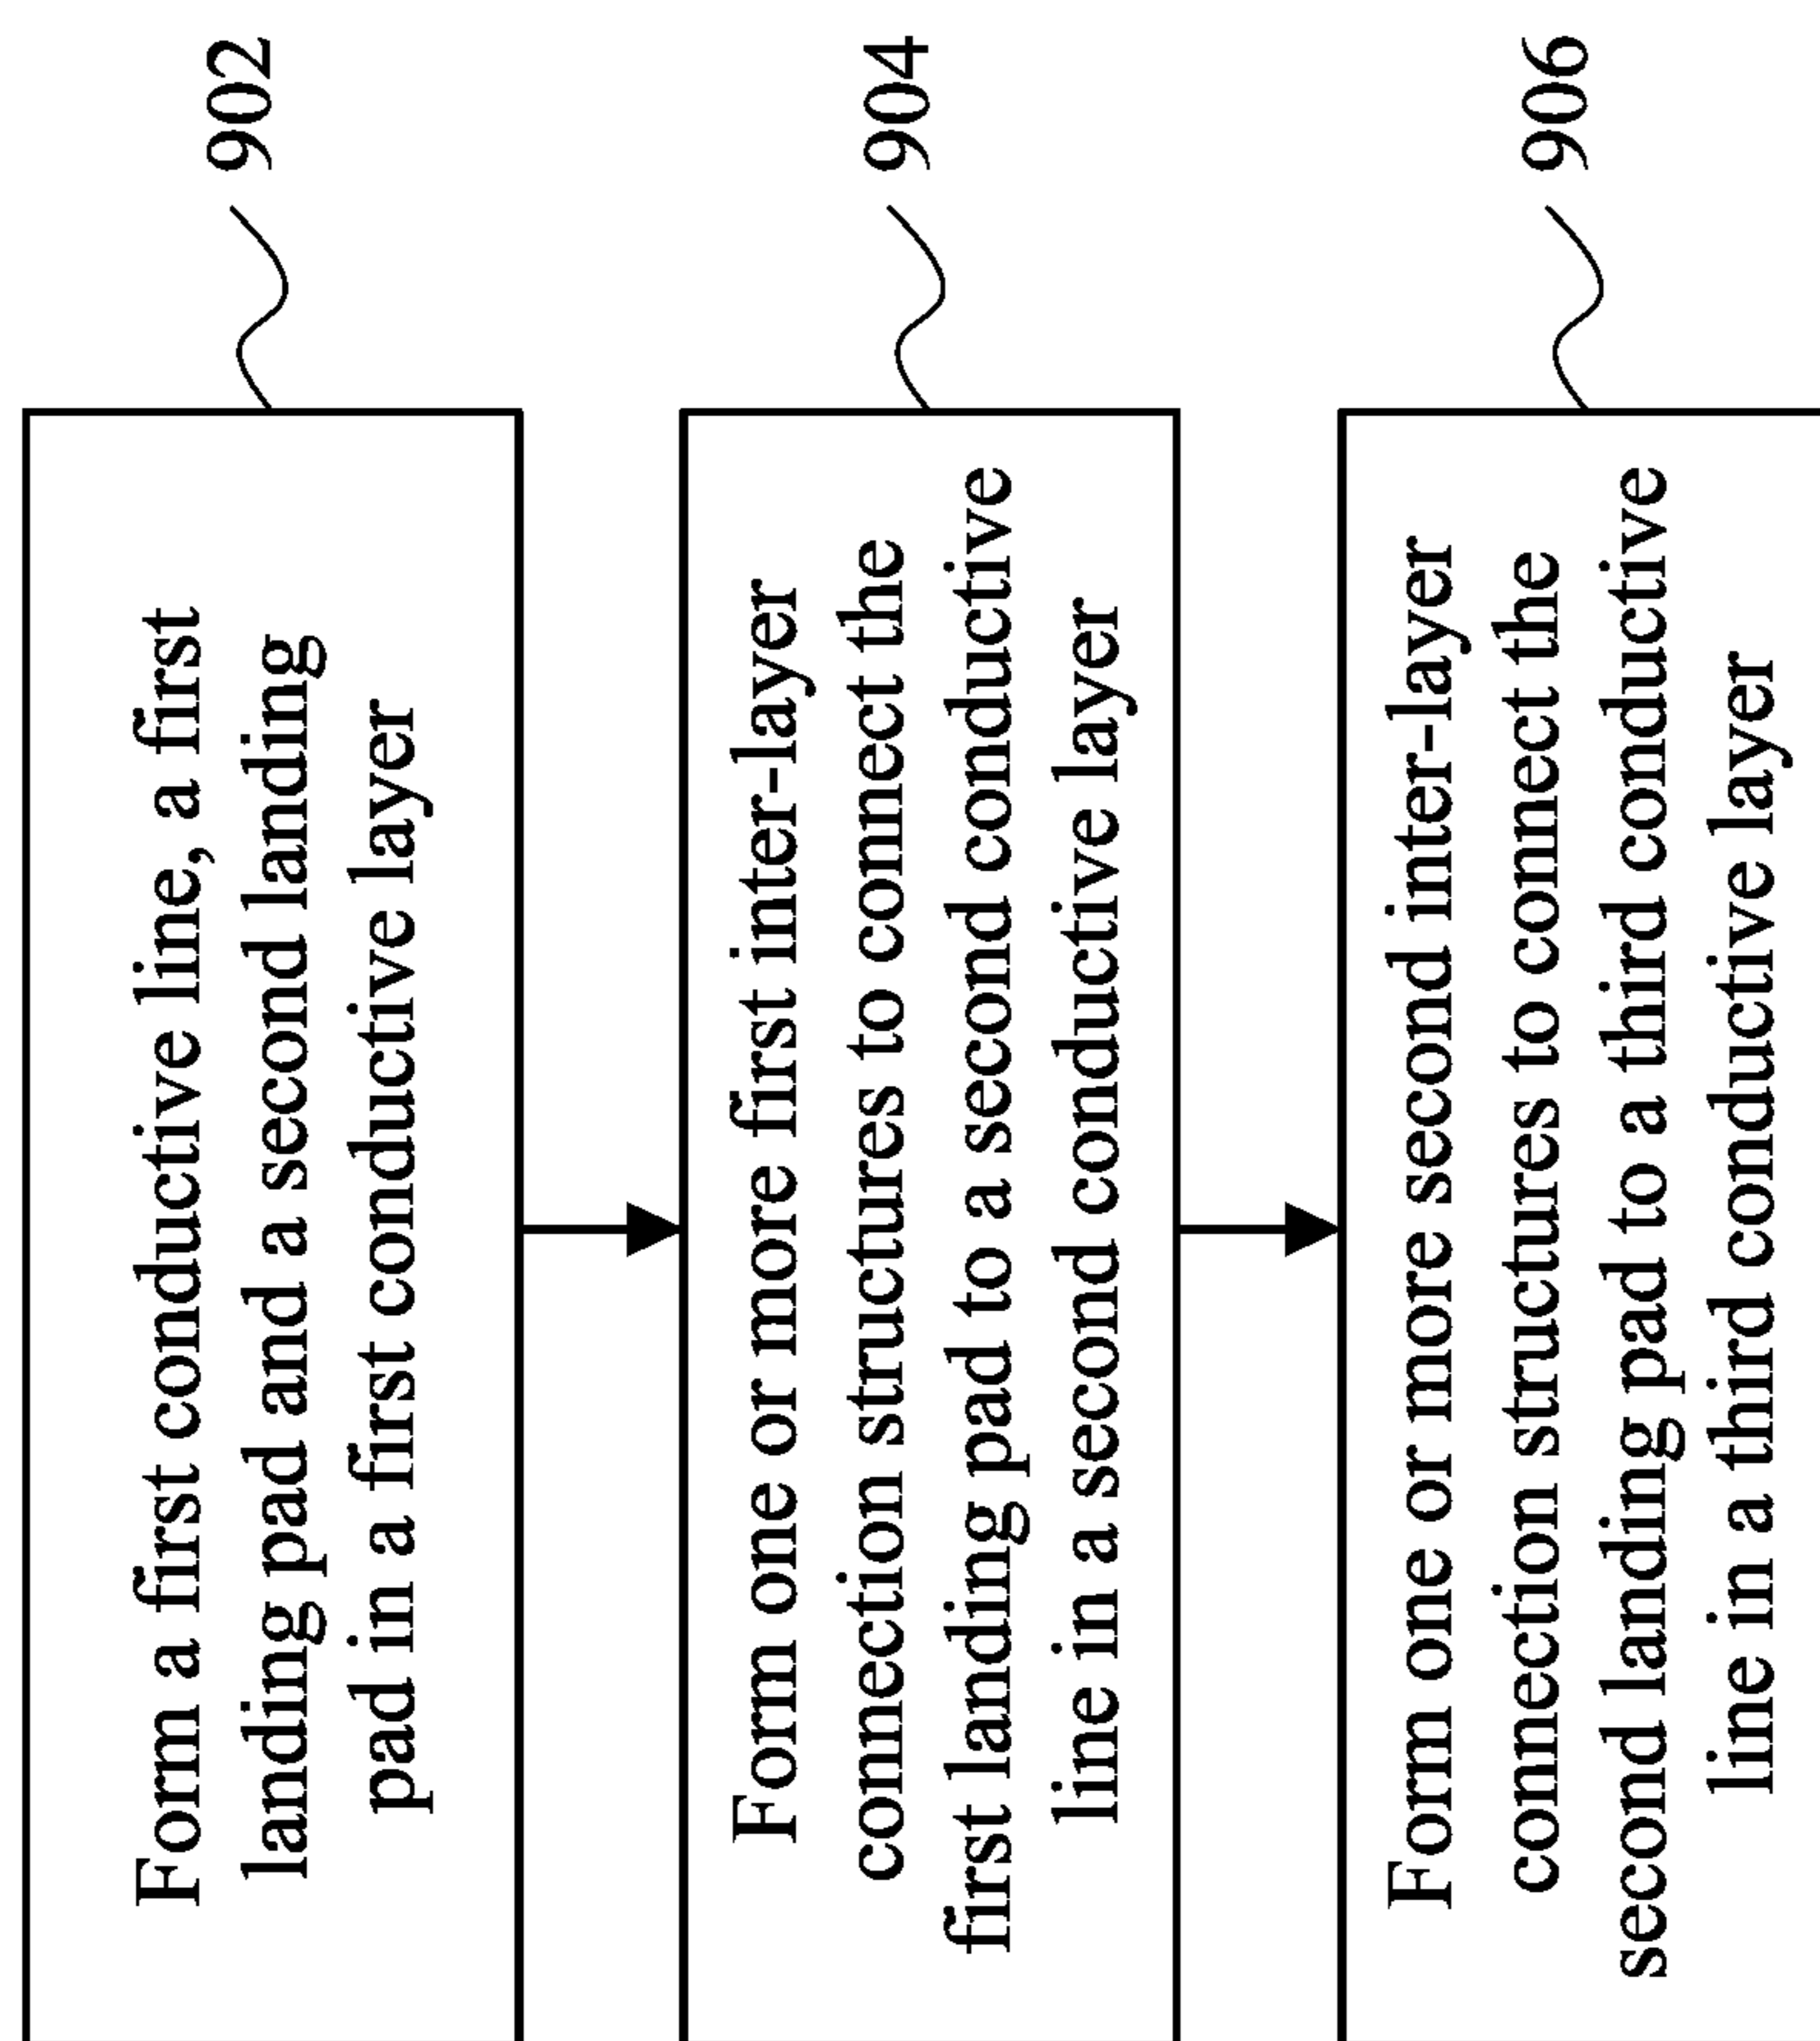 Form a first conductive line, a first
landing pad and a second landing
pad in a first conductive layer
902
Form one or more first inter-layer
connection structures to connect the
first landing pad to a second conductive
line in a second conductive layer
904
Form one or more second inter-layer
connection structures to connect the
second landing pad to a third conductive
line in a third conductive layer
906